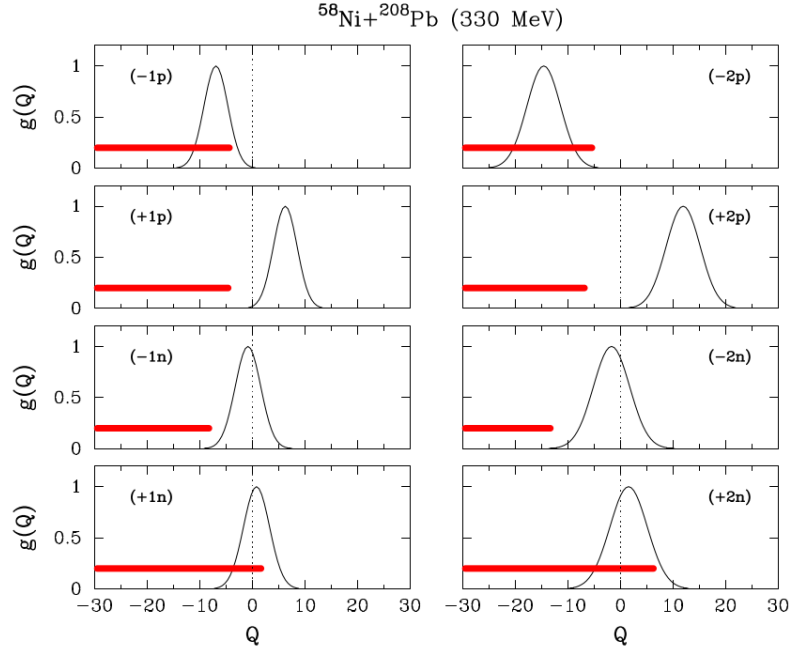 ⁵⁸Ni+²⁰⁸Pb (330 MeV)
g(Q) 1 0.5 0 (-1p) (-2p)
g(Q) 1 0.5 0 (+1p) (+2p)
g(Q) 1 0.5 0 (-1n) (-2n)
g(Q) 1 0.5 0 (+1n) (+2n)
-30 -20 -10 0 10 20 30 -30 -20 -10 0 10 20 30
Q Q